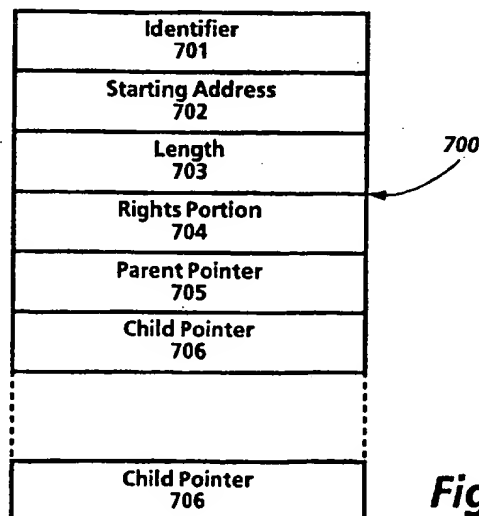 Identifier
701
Starting Address
702
Length
703
700
Rights Portion
704
Parent Pointer
705
Child Pointer
706
Child Pointer
706
Fig